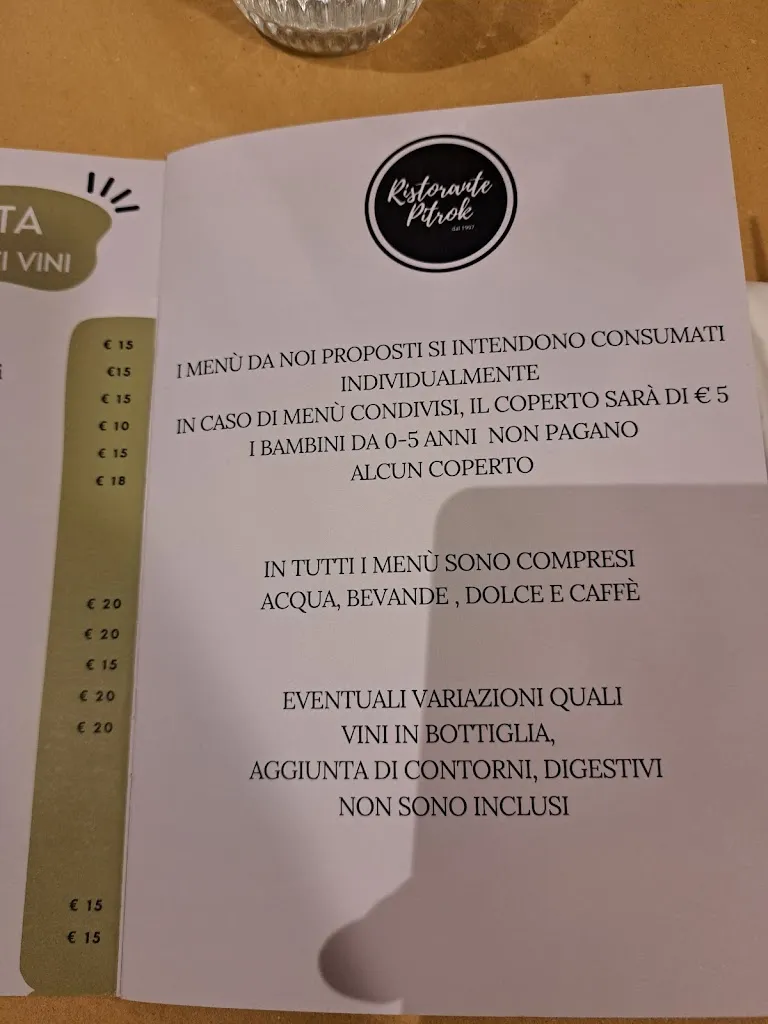 TA
I VINI
€ 15
€15
€ 15
€ 10
€ 15
€ 18
€ 20
€ 20
€ 15
€ 20
€ 20
€ 15
€ 15
Ristorante
Pitrok
dal 1997
I MENÙ DA NOI PROPOSTI SI INTENDONO CONSUMATI
INDIVIDUALMENTE
IN CASO DI MENÙ CONDIVISI, IL COPERTO SARÀ DI € 5
I BAMBINI DA 0-5 ANNI NON PAGANO
ALCUN COPERTO
IN TUTTI I MENÙ SONO COMPRESI
ACQUA, BEVANDE , DOLCE E CAFFÈ
EVENTUALI VARIAZIONI QUALI
VINI IN BOTTIGLIA,
AGGIUNTA DI CONTORNI, DIGESTIVI
NON SONO INCLUSI